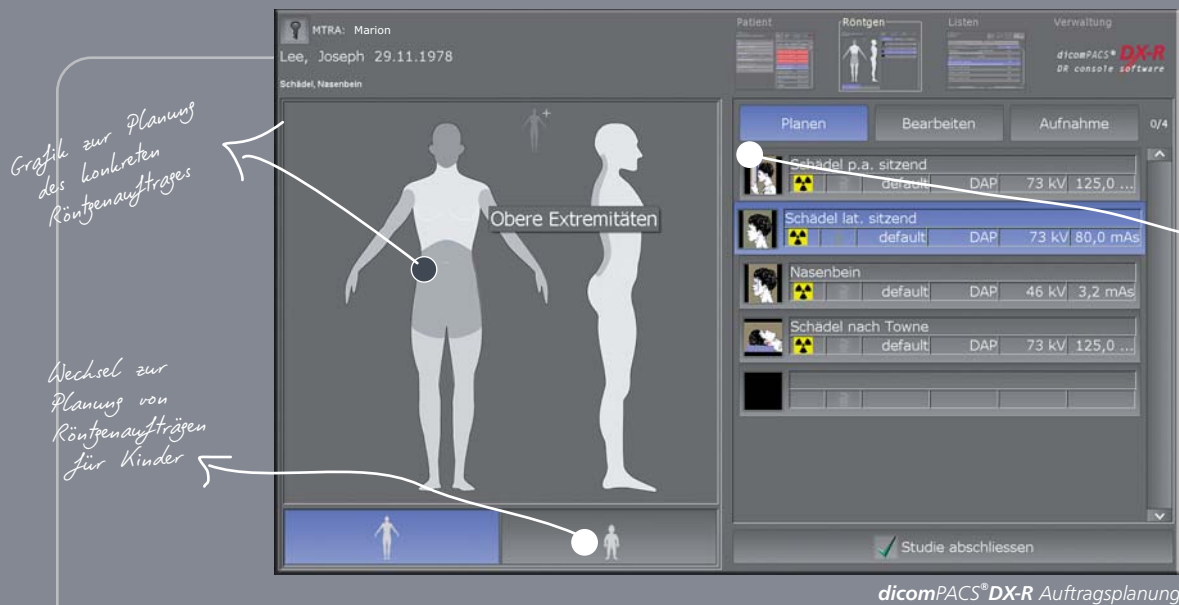 MTRA: Marion
Lee, Joseph 29.11.1978
Schädel, Nasenbein
Patient
Röntgen
Listen
Verwaltung
dicomPACS® DX-R
DR console software
Grafik zur Planung
des konkreten
Röntgenauftrages
Obere Extremitäten
Wechsel zur
Planung von
Röntgenaufträgen
für Kinder
Planen Bearbeiten Aufnahme 0/4
Schädel p.a. sitzend
default DAP 73 kV 125,0 ...
Schädel lat. sitzend
default DAP 73 kV 80,0 mAs
Nasenbein
default DAP 46 kV 3,2 mAs
Schädel nach Towne
default DAP 73 kV 125,0 ...
Studie abschliessen
dicomPACS®DX-R Auftragsplanung